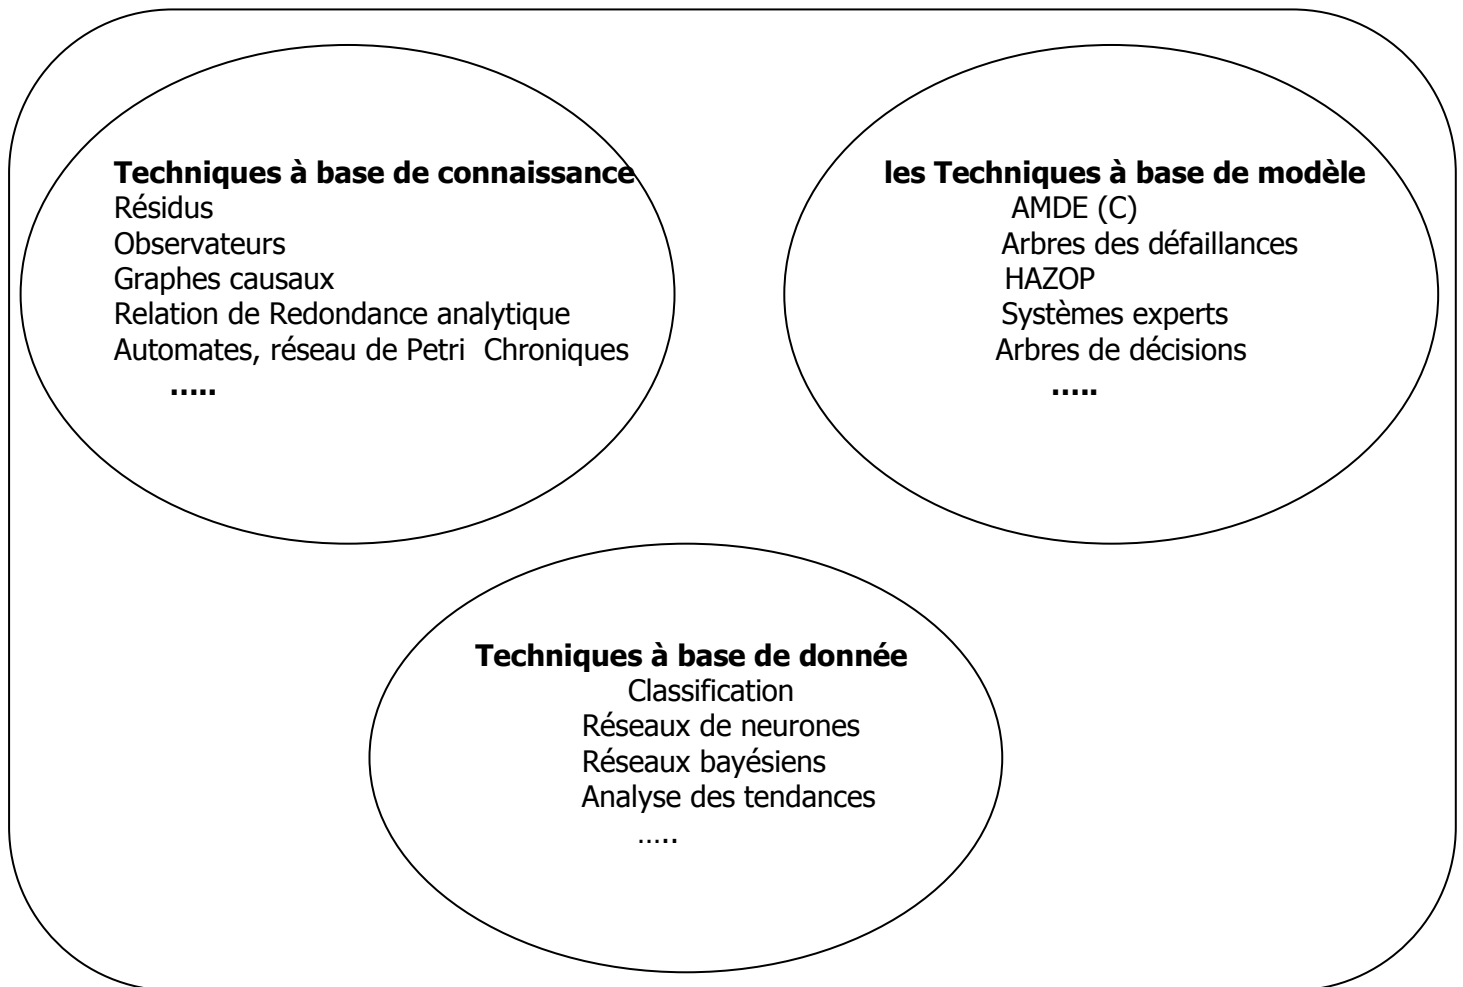 Techniques à base de connaissance
Résidus
Observateurs
Graphes causaux
Relation de Redondance analytique
Automates, réseau de Petri  Chroniques
.....
les Techniques à base de modèle
AMDE (C)
Arbres des défaillances
HAZOP
Systèmes experts
Arbres de décisions
.....
Techniques à base de donnée
Classification
Réseaux de neurones
Réseaux bayésiens
Analyse des tendances
.....